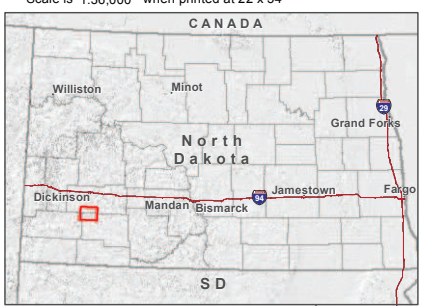 Scale is 1:36,000 when printed at 22 x 34
CANADA
Williston
Minot
29
Grand Forks
North
Dakota
Jamestown
Fargo
Dickinson
94
Mandan
Bismarck
SD